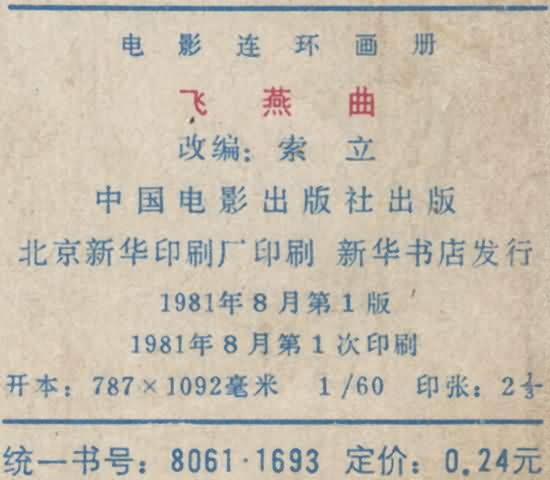 电影连环画册
飞燕曲
改编：索立
中国电影出版社出版
北京新华印刷厂印刷 新华书店发行
1981年8月第1版
1981年8月第1次印刷
开本：787×1092毫米 1/60 印张：2⅓
统一书号：8061·1693 定价：0.24元